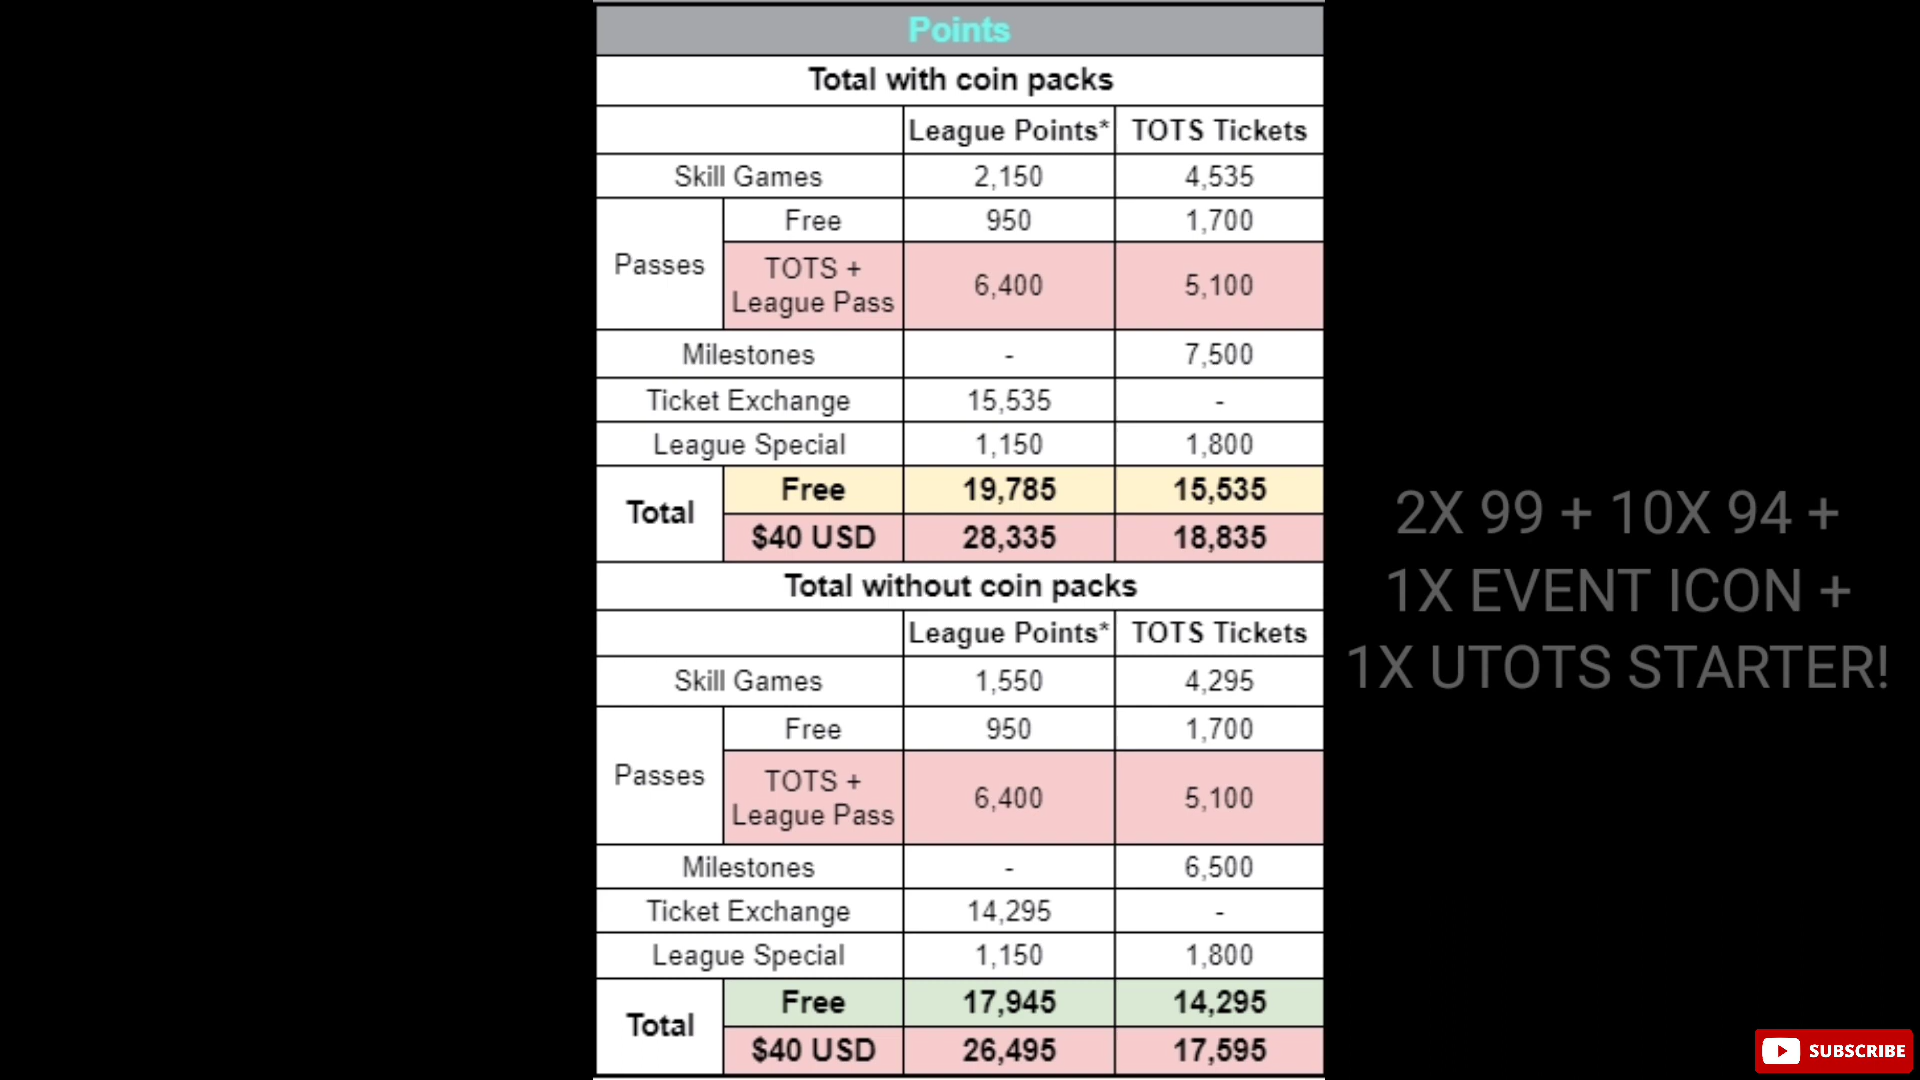 Points
Total with coin packs
League Points* TOTS Tickets
Skill Games 2,150 4,535
Passes Free 950 1,700
TOTS + League Pass 6,400 5,100
Milestones - 7,500
Ticket Exchange 15,535 -
League Special 1,150 1,800
Total Free 19,785 15,535
$40 USD 28,335 18,835
Total without coin packs
League Points* TOTS Tickets
Skill Games 1,550 4,295
Passes Free 950 1,700
TOTS + League Pass 6,400 5,100
Milestones - 6,500
Ticket Exchange 14,295 -
League Special 1,150 1,800
Total Free 17,945 14,295
$40 USD 26,495 17,595
2X 99 + 10X 94 +
1X EVENT ICON +
1X UTOTS STARTER!
SUBSCRIBE